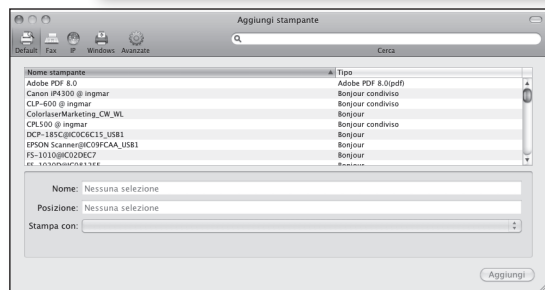 Aggiungi stampante
Default Fax IP Windows Avanzate Cerca
Nome stampante Tipo
Adobe PDF 8.0 Adobe PDF 8.0(pdf)
Canon iP4300 @ ingmar Bonjour condiviso
CLP-600 @ ingmar Bonjour condiviso
ColorlaserMarketing_CW_WL Bonjour
CPL500 @ ingmar Bonjour condiviso
DCP-185C@IC0C6C15_USB1 Bonjour
EPSON Scanner@IC09FCAA_USB1 Bonjour
FS-1010@IC02DEC7 Bonjour
Bonjour
Nome: Nessuna selezione
Posizione: Nessuna selezione
Stampa con:
Aggiungi